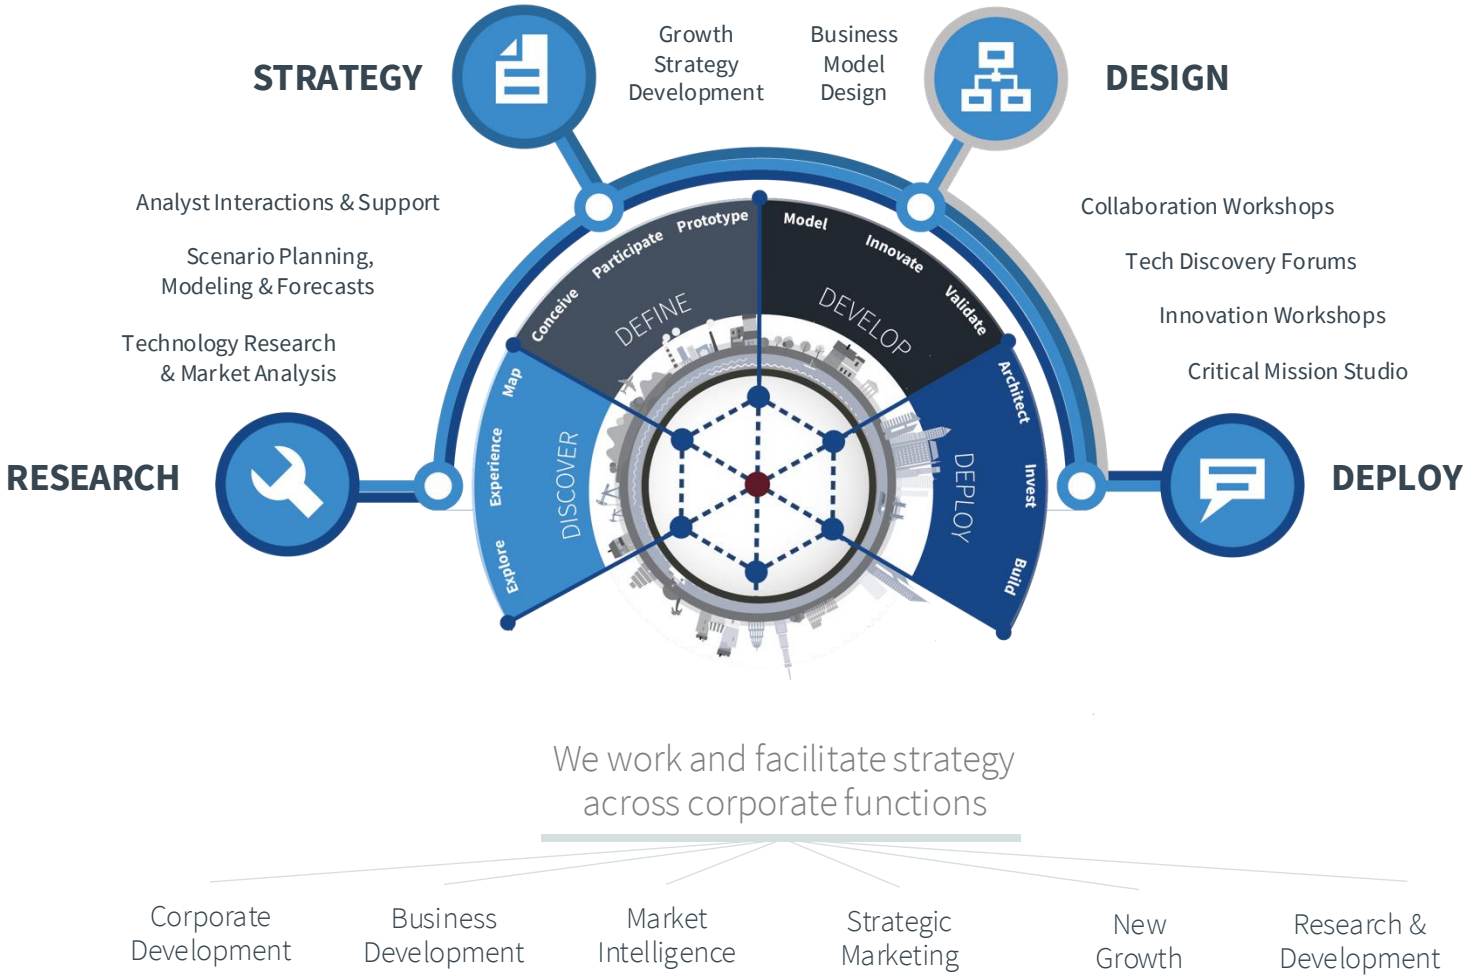 STRATEGY
Growth
Strategy
Development
Business
Model
Design
DESIGN
Analyst Interactions & Support
Scenario Planning,
Modeling & Forecasts
Technology Research
& Market Analysis
RESEARCH
Collaboration Workshops
Tech Discovery Forums
Innovation Workshops
Critical Mission Studio
DEPLOY
Explore
Experience
Map
DISCOVER
Conceive
Participate
Prototype
DEFINE
Model
Innovate
Validate
DEVELOP
Architect
Invest
Build
DEPLOY
We work and facilitate strategy
across corporate functions
Corporate
Development
Business
Development
Market
Intelligence
Strategic
Marketing
New
Growth
Research &
Development